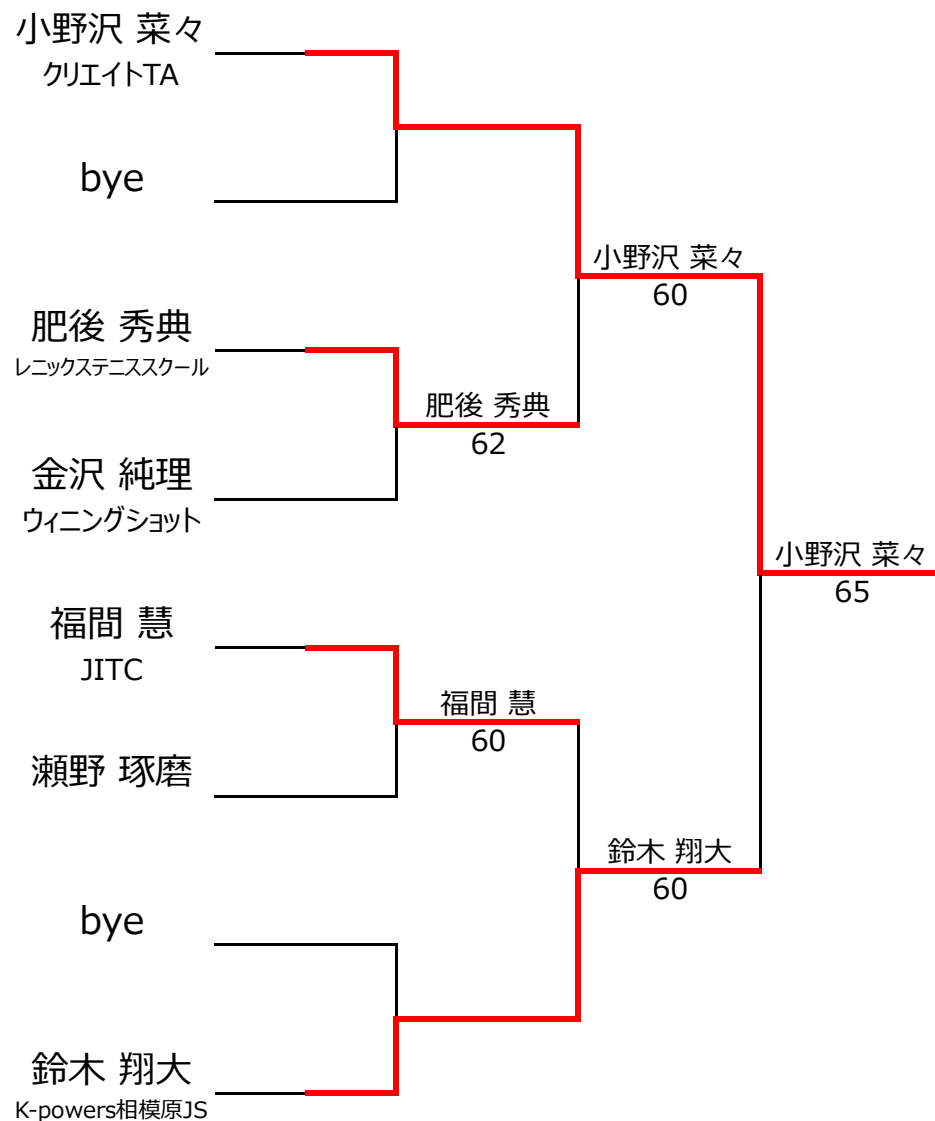 小野沢 菜々
クリエイトTA
bye
小野沢 菜々
60
肥後 秀典
レニックステニススクール
肥後 秀典
62
金沢 純理
ウィニングショット
小野沢 菜々
65
福間 慧
JITC
福間 慧
60
瀬野 琢磨
鈴木 翔大
60
bye
鈴木 翔大
K-powers相模原JS